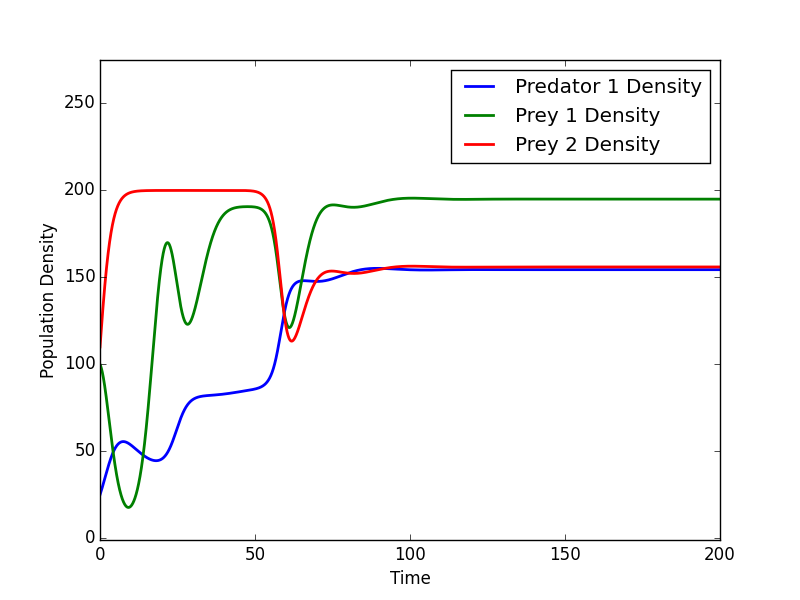 Predator 1 Density
Prey 1 Density
Prey 2 Density
250
200
150
100
50
0
0 50 100 150 200
Population Density
Time